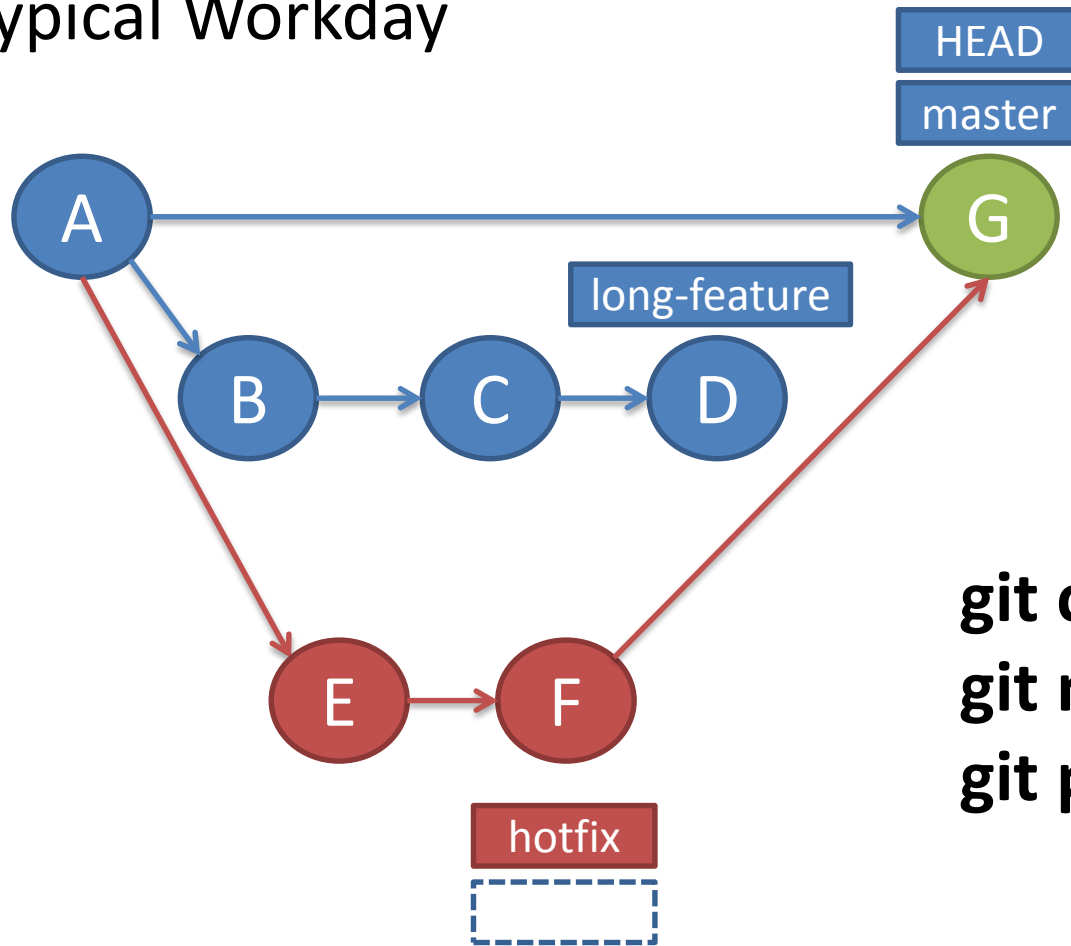 ypical Workday
HEAD
master
A
G
long-feature
B
C
D
E
F
git
git
git
hotfix